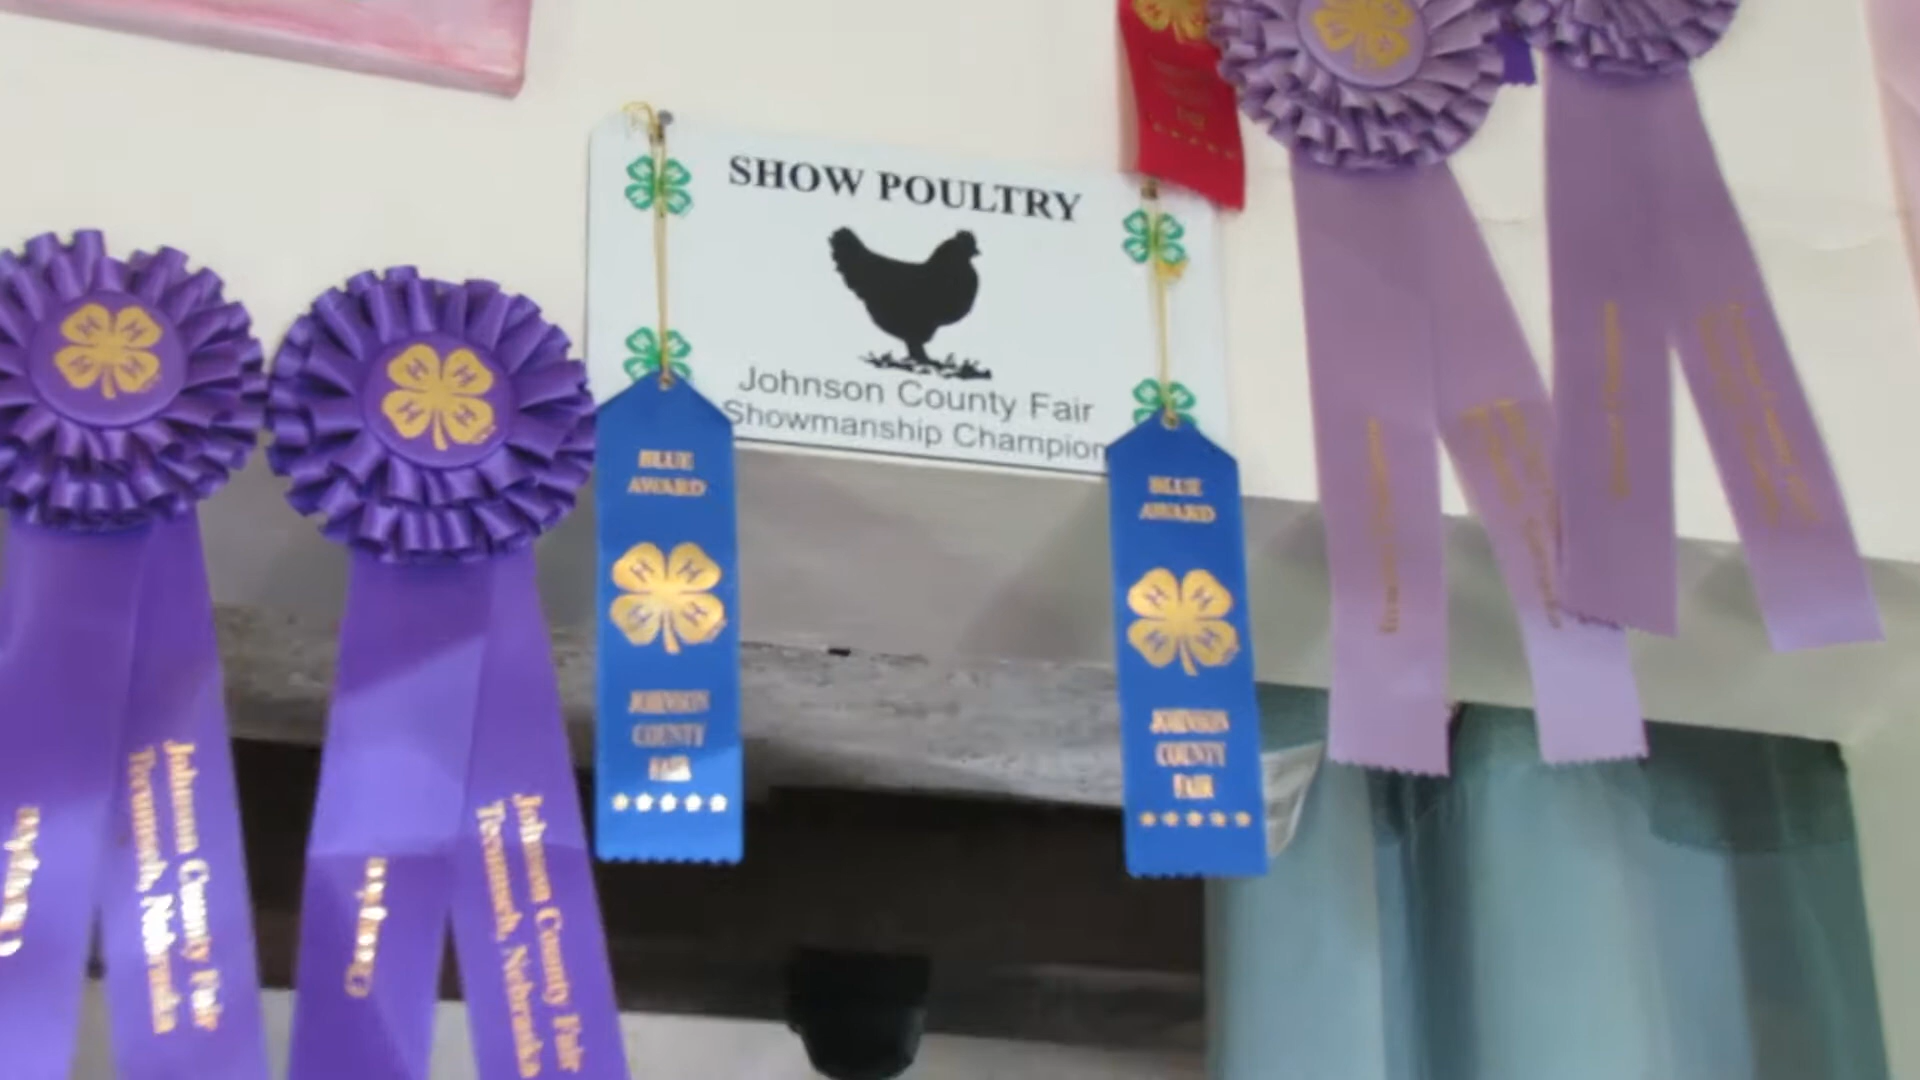 SHOW POULTRY
Johnson County Fair
Showmanship Champion
BLUE
AWARD
H H
H H
JOHNSON
COUNTY
FAIR
BLUE
AWARD
H H
H H
JOHNSON
COUNTY
FAIR
H H
H H
Johnson County Fair
Tecumseh, Nebraska
H H
H H
Johnson County Fair
Tecumseh, Nebraska